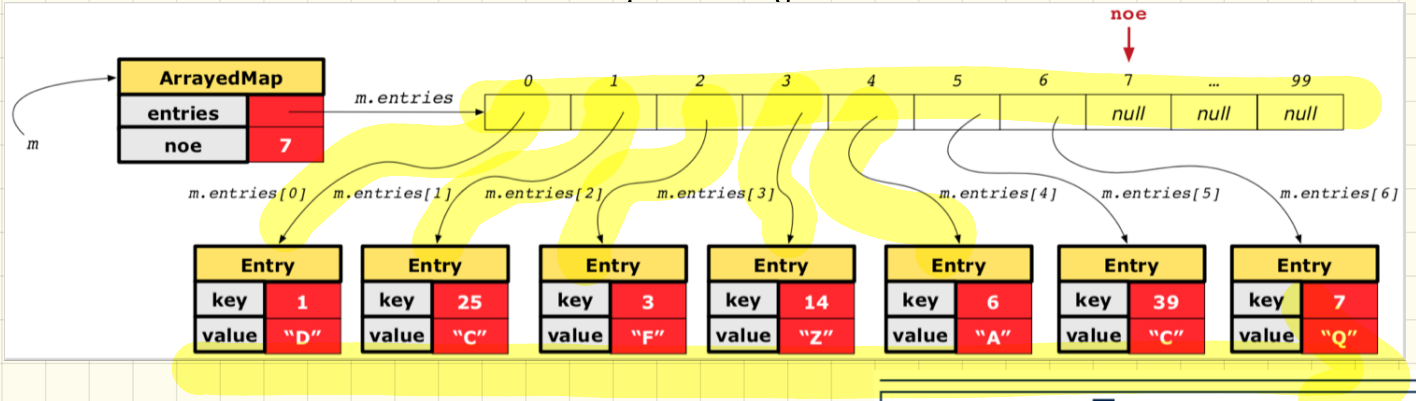 noe
0 1 2 3 4 5 6 7 ... 99
ArrayedMap
m.entries
entries
null null null
noe 7
m
m.entries[0] m.entries[1] m.entries[2] m.entries[3] m.entries[4] m.entries[5] m.entries[6]
Entry Entry Entry Entry Entry Entry Entry
key 1 key 25 key 3 key 14 key 6 key 39 key 7
value “D” value “C” value “F” value “Z” value “A” value “C” value “Q”